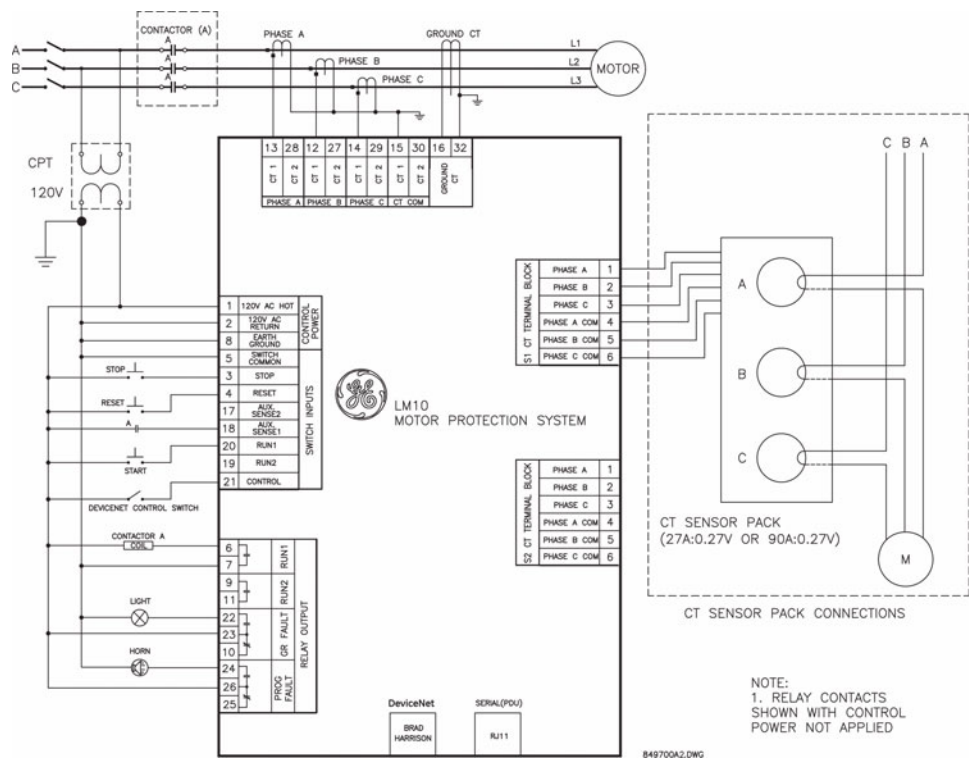 CONTACTOR (A)
PHASE A
GROUND CT
A
A
L1
B
A
PHASE B
L2
MOTOR
C
A
PHASE C
L3
CPT
120V
13 28 12 27 14 29 15 30 16 32
CT 1 CT 2 CT 1 CT 2 CT 1 CT 2 CT 1 CT 2 GROUND CT
PHASE A PHASE B PHASE C CT COM
1 120V AC HOT
2 120V AC RETURN
8 EARTH GROUND
CONTROL POWER
5 SWITCH COMMON
STOP
3 STOP
RESET
4 RESET
17 AUX. SENSE2
A
18 AUX. SENSE1
20 RUN1
START
19 RUN2
21 CONTROL
SWITCH INPUTS
DEVICENET CONTROL SWITCH
CONTACTOR A
COIL
6
7
RUN1
9
11
RUN2
LIGHT
22
23
10
GR FAULT
HORN
24
26
25
PROG FAULT
RELAY OUTPUT
GE
LM10
MOTOR PROTECTION SYSTEM
S1 CT TERMINAL BLOCK
PHASE A 1
PHASE B 2
PHASE C 3
PHASE A COM 4
PHASE B COM 5
PHASE C COM 6
S2 CT TERMINAL BLOCK
PHASE A 1
PHASE B 2
PHASE C 3
PHASE A COM 4
PHASE B COM 5
PHASE C COM 6
DeviceNet
BRAD
HARRISON
SERIAL(PDU)
RJ11
849700A2.DWG
C B A
A
B
C
CT SENSOR PACK
(27A:0.27V OR 90A:0.27V)
M
CT SENSOR PACK CONNECTIONS
NOTE:
1. RELAY CONTACTS
SHOWN WITH CONTROL
POWER NOT APPLIED